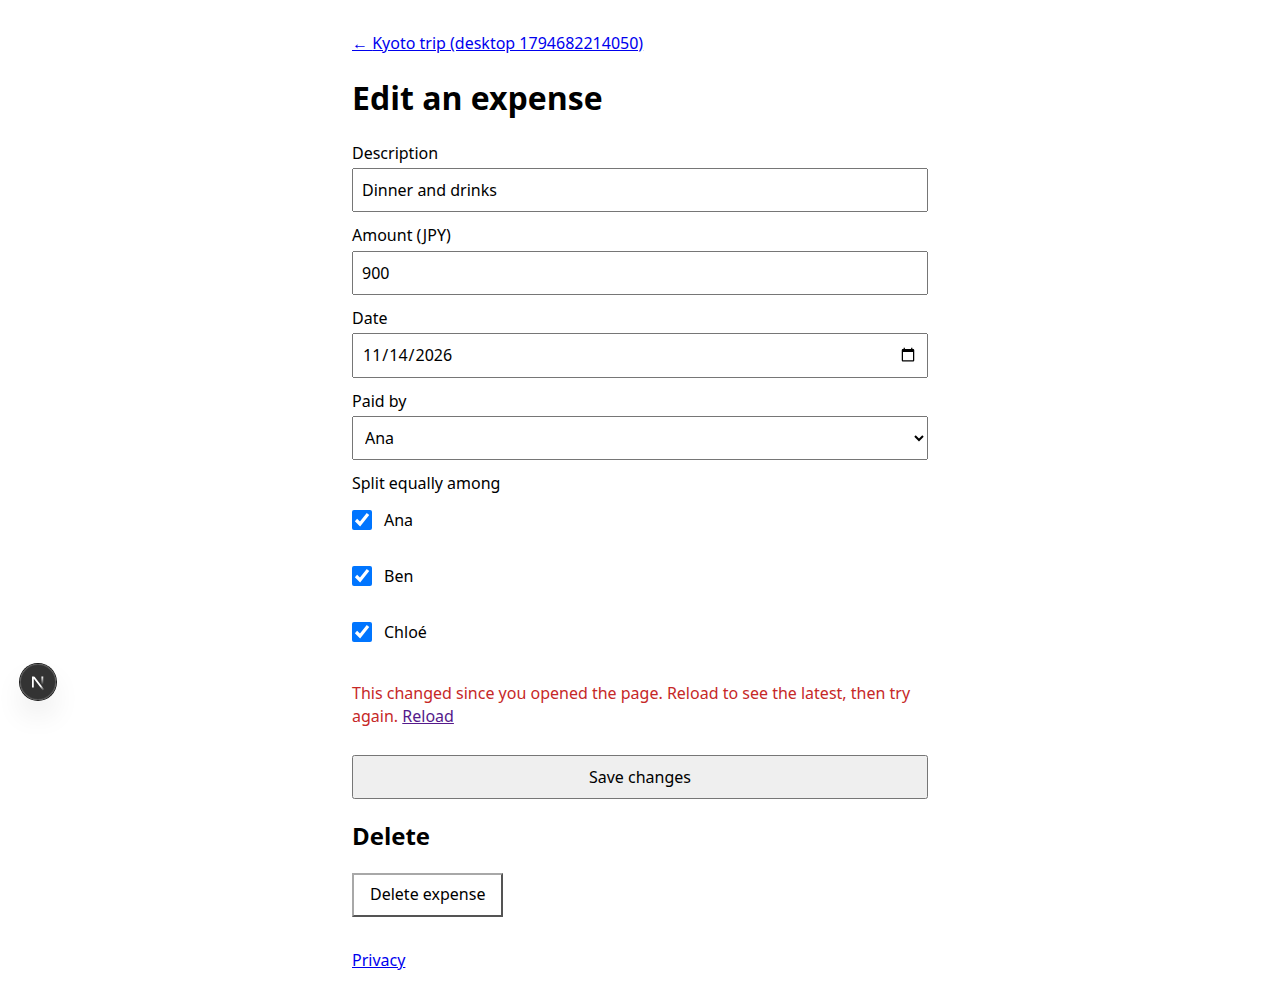 ← Kyoto trip (desktop 1794682214050)
Edit an expense
Description
Dinner and drinks
Amount (JPY)
900
Date
11/14/2026
Paid by
Ana
Split equally among
Ana
Ben
Chloé
N
This changed since you opened the page. Reload to see the latest, then try
again. Reload
Save changes
Delete
Delete expense
Privacy